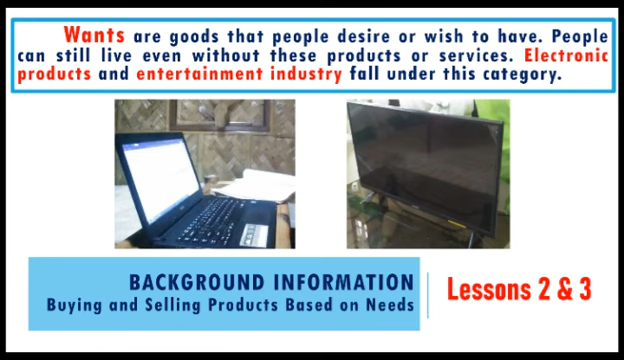 Wants are goods that people desire or wish to have. People
can still live even without these products or services. Electronic
products and entertainment industry fall under this category.
BACKGROUND INFORMATION
Buying and Selling Products Based on Needs
Lessons 2 & 3